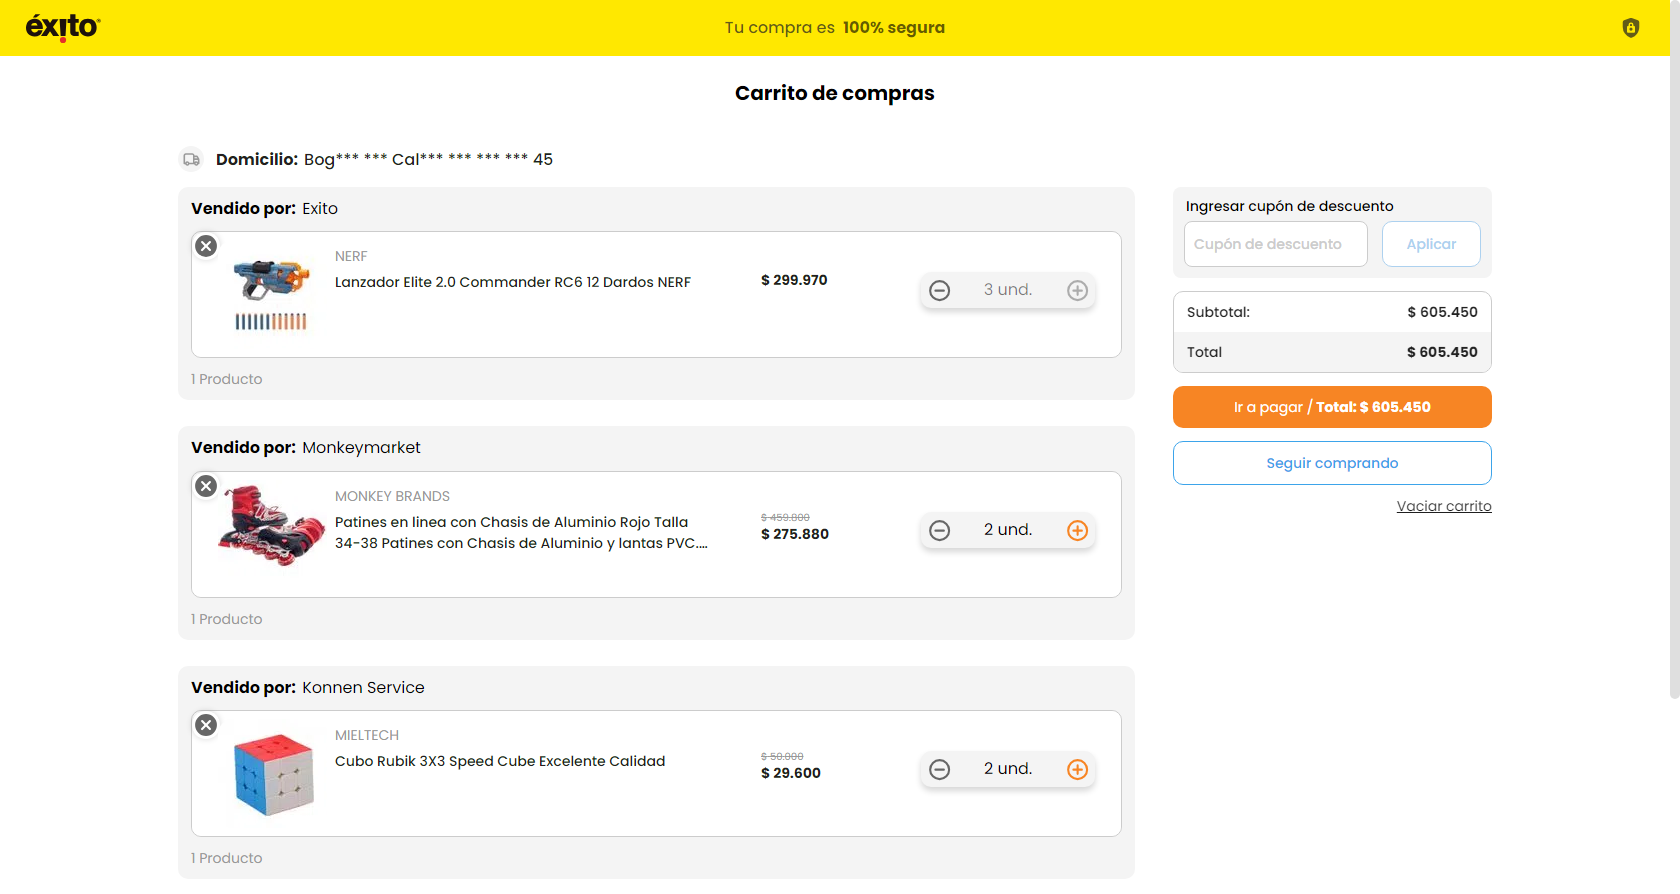 éxito
Tu compra es 100% segura
Carrito de compras
Domicilio: Bog*** *** Cal*** *** *** *** 45
Vendido por: Exito
NERF
Lanzador Elite 2.0 Commander RC6 12 Dardos NERF
$ 299.970
3 und.
1 Producto
Vendido por: Monkeymarket
MONKEY BRANDS
Patines en linea con Chasis de Aluminio Rojo Talla
34-38 Patines con Chasis de Aluminio y lantas PVC....
$ 459.800
$ 275.880
2 und.
1 Producto
Vendido por: Konnen Service
MIELTECH
Cubo Rubik 3X3 Speed Cube Excelente Calidad
$ 50.000
$ 29.600
2 und.
1 Producto
Ingresar cupón de descuento
Cupón de descuento
Aplicar
Subtotal: $ 605.450
Total $ 605.450
Ir a pagar / Total: $ 605.450
Seguir comprando
Vaciar carrito